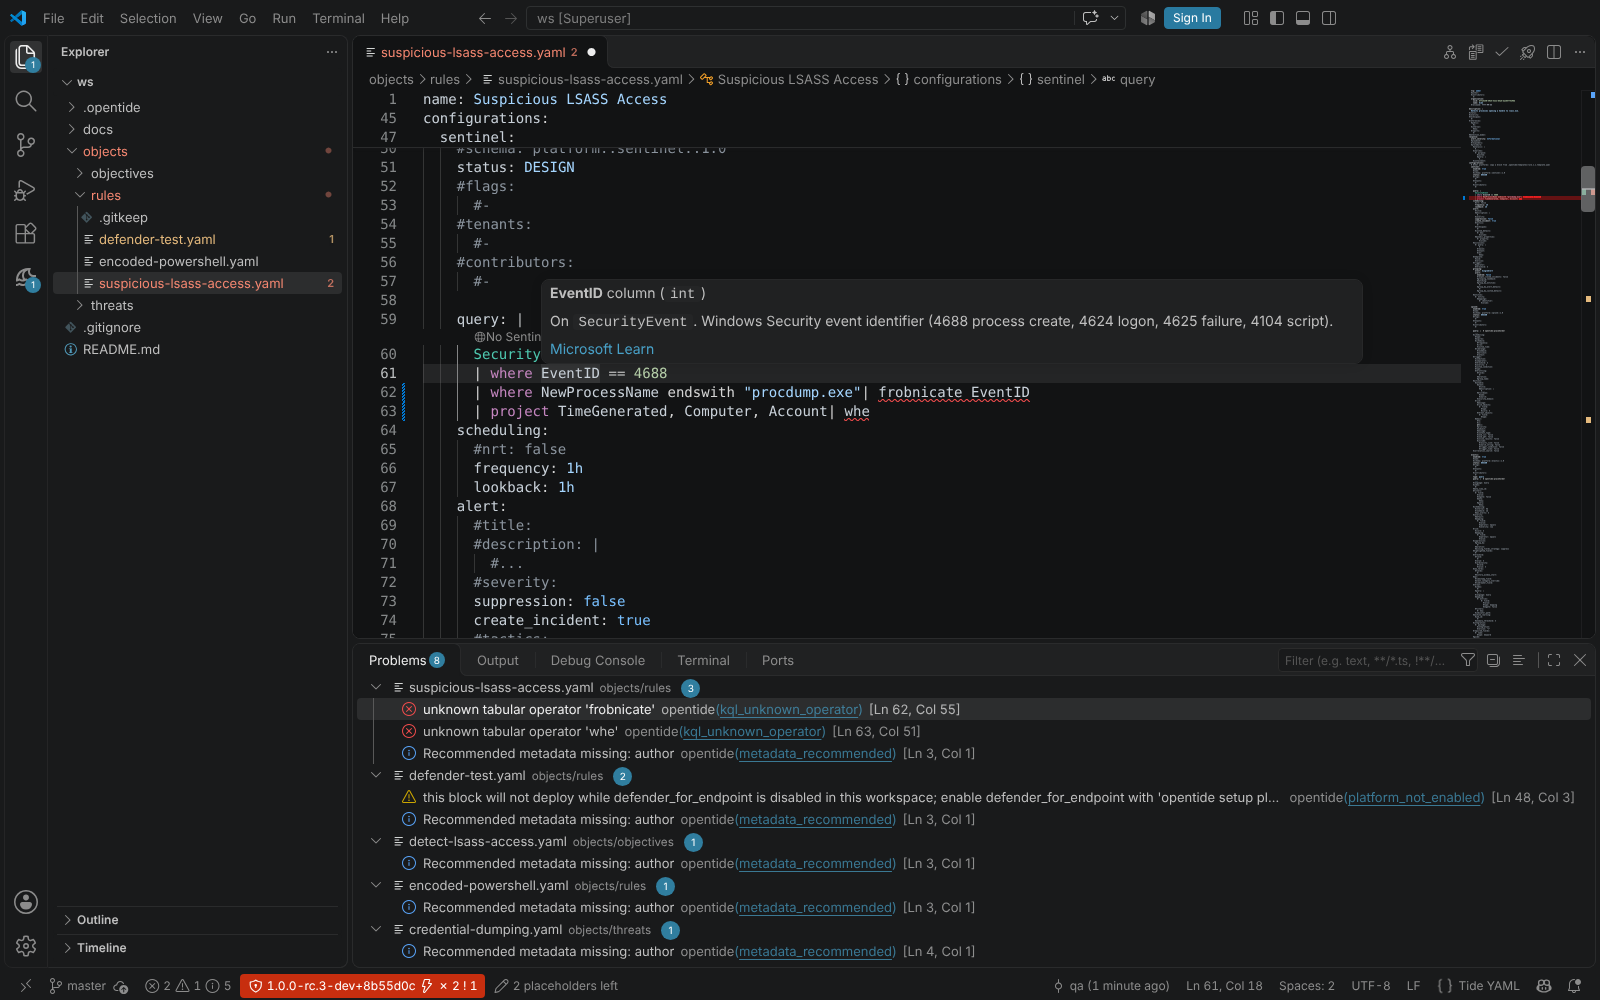 File Edit Selection View Go Run Terminal Help
ws [Superuser]
Sign In
Explorer
ws
.opentide
docs
objects
objectives
rules
.gitkeep
defender-test.yaml 1
encoded-powershell.yaml
suspicious-lsass-access.yaml 2
threats
.gitignore
README.md
Outline
Timeline
suspicious-lsass-access.yaml 2
objects > rules > suspicious-lsass-access.yaml > Suspicious LSASS Access > { } configurations > { } sentinel > abc query
1 name: Suspicious LSASS Access
45 configurations:
47 sentinel:
50 #schema: platform::sentinel::1.0
51 status: DESIGN
52 #flags:
53 #-
54 #tenants:
55 #-
56 #contributors:
57 #-
58
59 query: |
No Sentin
EventID column ( int )
On SecurityEvent . Windows Security event identifier (4688 process create, 4624 logon, 4625 failure, 4104 script).
Microsoft Learn
60 Security
61 | where EventID == 4688
62 | where NewProcessName endswith "procdump.exe"| frobnicate EventID
63 | project TimeGenerated, Computer, Account| whe
64 scheduling:
65 #nrt: false
66 frequency: 1h
67 lookback: 1h
68 alert:
69 #title:
70 #description: |
71 #...
72 #severity:
73 suppression: false
74 create_incident: true
75 #tactics:
Problems 8 Output Debug Console Terminal Ports
Filter (e.g. text, **/*.ts, !**/...
suspicious-lsass-access.yaml objects/rules 3
unknown tabular operator 'frobnicate' opentide(kql_unknown_operator) [Ln 62, Col 55]
unknown tabular operator 'whe' opentide(kql_unknown_operator) [Ln 63, Col 51]
Recommended metadata missing: author opentide(metadata_recommended) [Ln 3, Col 1]
defender-test.yaml objects/rules 2
this block will not deploy while defender_for_endpoint is disabled in this workspace; enable defender_for_endpoint with 'opentide setup pl... opentide(platform_not_enabled) [Ln 48, Col 3]
Recommended metadata missing: author opentide(metadata_recommended) [Ln 3, Col 1]
detect-lsass-access.yaml objects/objectives 1
Recommended metadata missing: author opentide(metadata_recommended) [Ln 3, Col 1]
encoded-powershell.yaml objects/rules 1
Recommended metadata missing: author opentide(metadata_recommended) [Ln 3, Col 1]
credential-dumping.yaml objects/threats 1
Recommended metadata missing: author opentide(metadata_recommended) [Ln 4, Col 1]
master 2 1 5 1.0.0-rc.3-dev+8b55d0c × 2 ! 1 2 placeholders left qa (1 minute ago) Ln 61, Col 18 Spaces: 2 UTF-8 LF { } Tide YAML